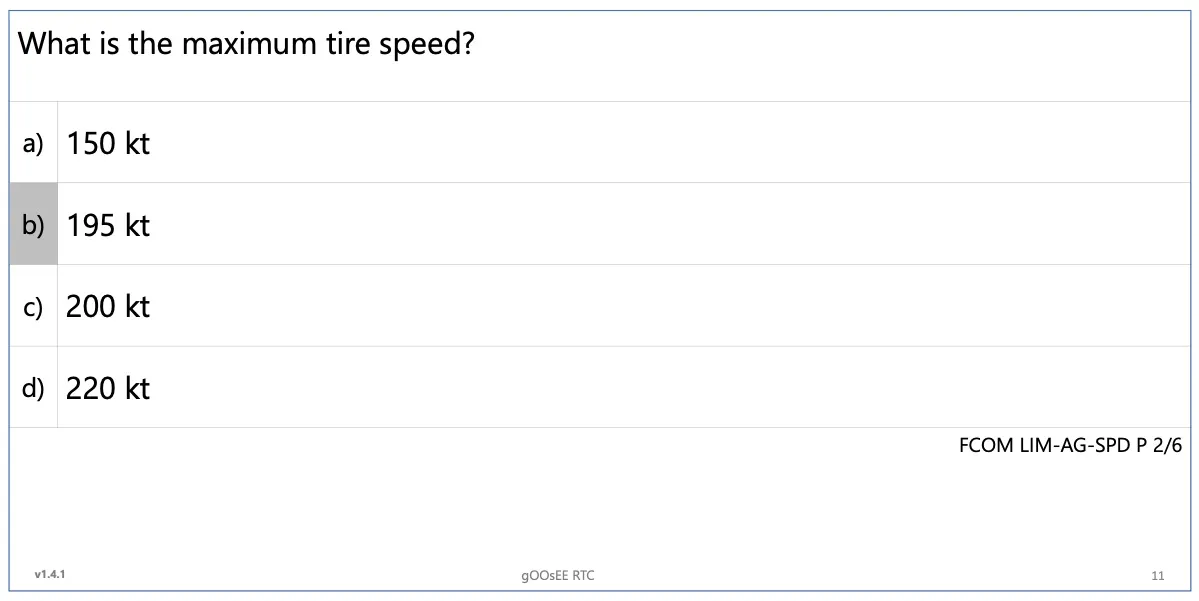 What is the maximum tire speed?
a) 150 kt
b) 195 kt
c) 200 kt
d) 220 kt
FCOM LIM-AG-SPD P 2/6
v1.4.1 gOOsEE RTC 11